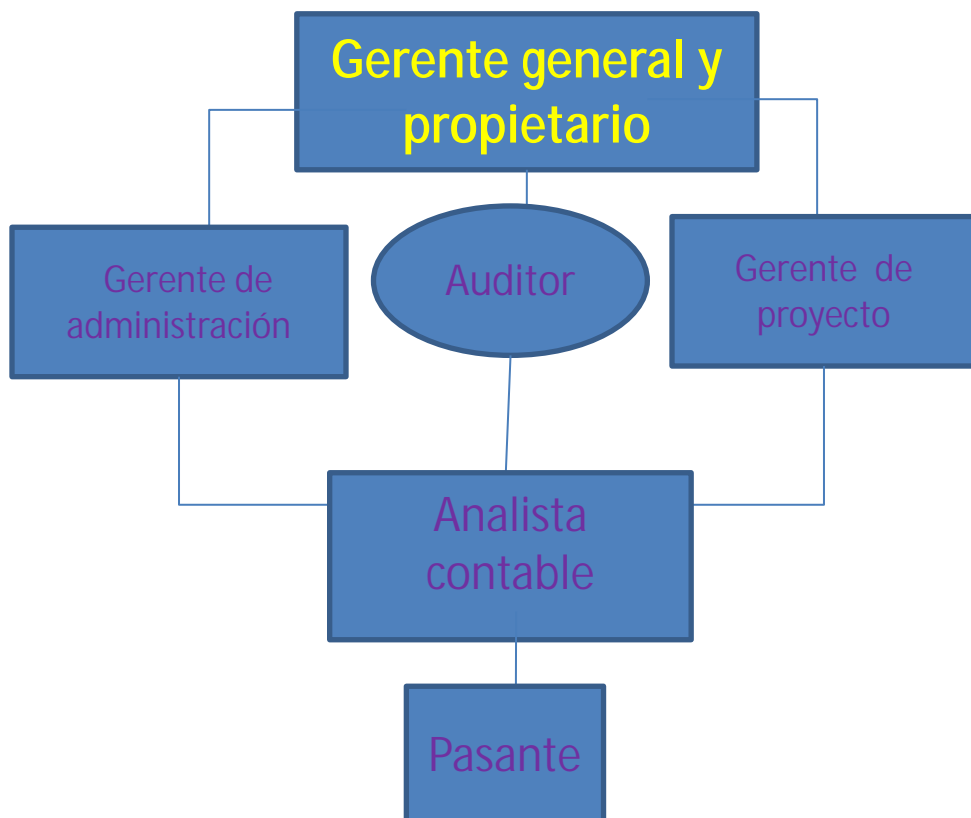 Gerente general y
propietario
Gerente de
administración
Auditor
Gerente de
proyecto
Analista
contable
Pasante